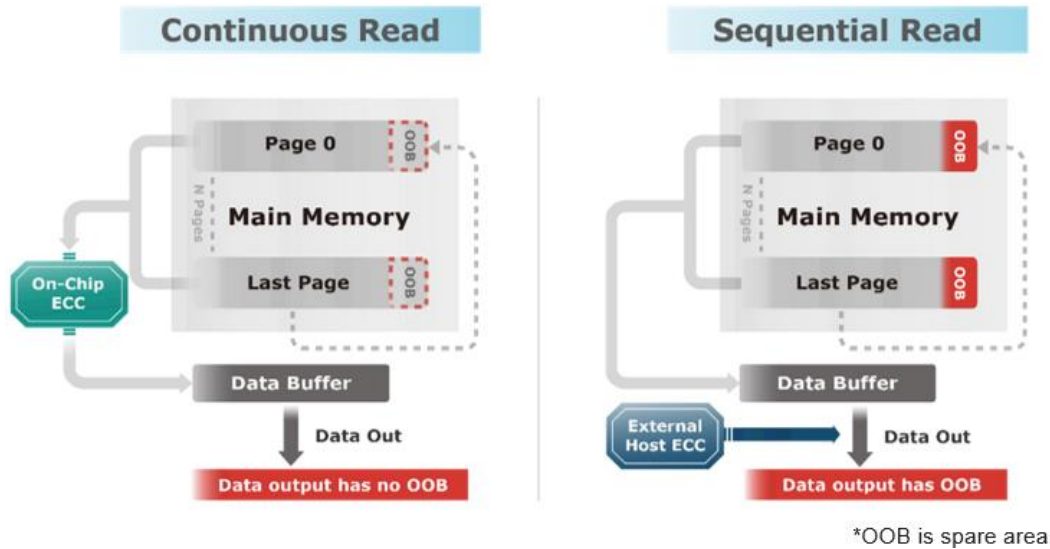 Continuous Read
Page 0
OOB
N Pages
Main Memory
Last Page
OOB
On-Chip
ECC
Data Buffer
Data Out
Data output has no OOB
Sequential Read
Page 0
OOB
N Pages
Main Memory
Last Page
OOB
Data Buffer
External
Host ECC
Data Out
Data output has OOB
*OOB is spare area